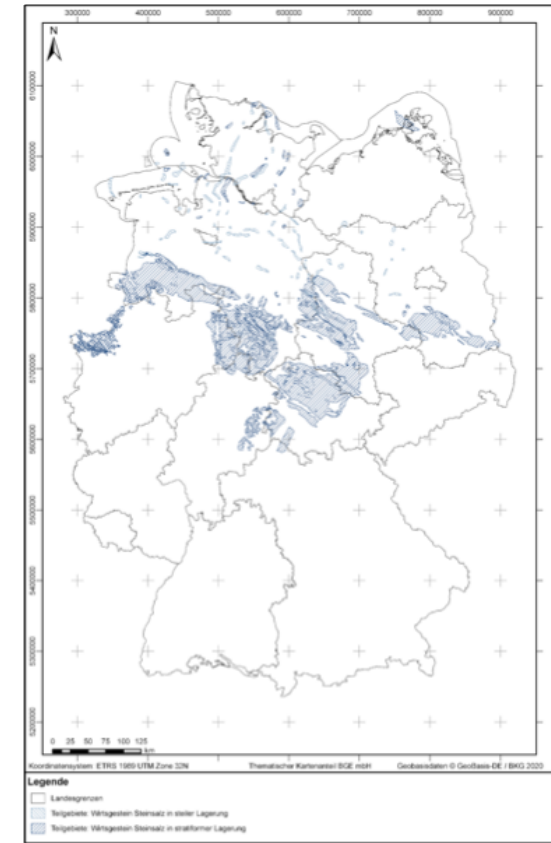 300000 400000 500000 600000 700000 800000 900000
N
6100000
6000000
5900000
5800000
5700000
5600000
5500000
5400000
5300000
5200000
0 25 50 75 100 125
km
Koordinatensystem: ETRS 1989 UTM Zone 32N Thematischer Kartenanteil BGE mbH Geobasisdaten © GeoBasis-DE / BKG 2020
Legende
Landesgrenzen
Teilgebiete: Wirtsgestein Steinsalz in steiler Lagerung
Teilgebiete: Wirtsgestein Steinsalz in stratiformer Lagerung